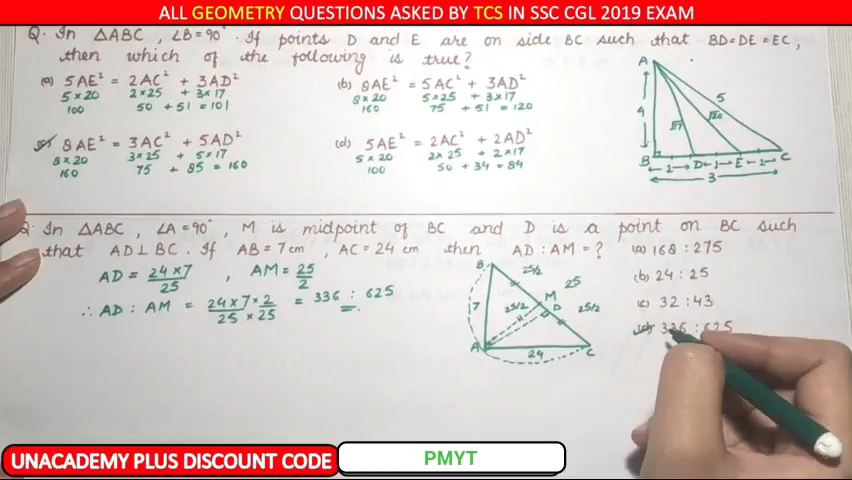 ALL GEOMETRY QUESTIONS ASKED BY TCS IN SSC CGL 2019 EXAM
Q. In △ABC, ∠B=90°. If points D and E are on side BC such that BD=DE=EC,
then which of the following is true?
(a) 5AE² = 2AC² + 3AD²
5×20 2×25 + 3×17
100 50 + 51 = 101
(b) 8AE² = 5AC² + 3AD²
8×20 5×25 + 3×17
160 75 + 51 = 120
(c) 8AE² = 3AC² + 5AD²
8×20 3×25 + 5×17
160 75 + 85 = 160
(d) 5AE² = 2AC² + 2AD²
5×20 2×25 + 2×17
100 50 + 34 = 84
A
4
5
√17
√20
B ←1→ D ←1→ E ←1→ C
3
Q. In △ABC, ∠A=90°, M is midpoint of BC and D is a point on BC such
that AD⊥BC. If AB=7cm, AC=24 cm then AD:AM=?
(a) 168:275
(b) 24:25
(c) 32:43
(d) 336:625
AD = 24×7/25 , AM = 25/2
∴ AD : AM = 24×7×2/25×25 = 336 : 625
B
25/2
25
7
M
25/2
D
25/2
A
24
C
UNACADEMY PLUS DISCOUNT CODE
PMYT